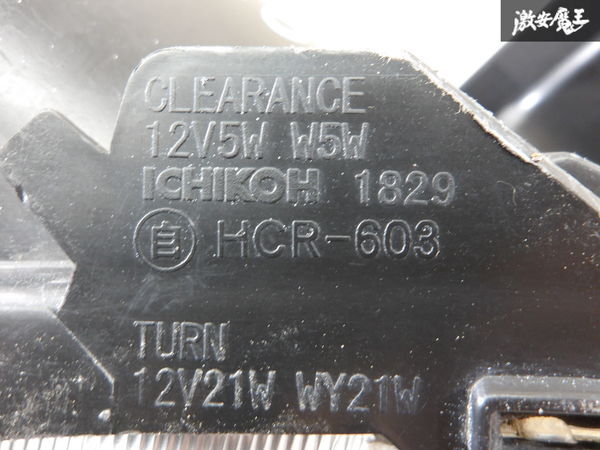 激安魔王
CLEARANCE
12V5W W5W
ICHIKOH 1829
自 HCR-603
TURN
12V21W WY21W